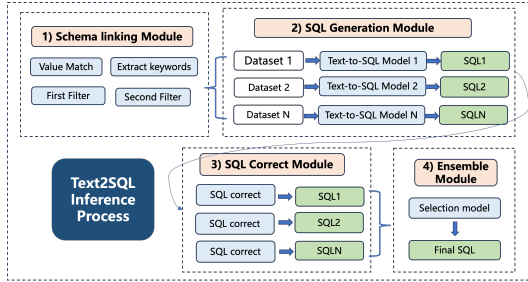 1) Schema linking Module
Value Match
Extract keywords
First Filter
Second Filter
2) SQL Generation Module
Dataset 1
Text-to-SQL Model 1
SQL1
Dataset 2
Text-to-SQL Model 2
SQL2
Dataset N
Text-to-SQL Model N
SQLN
Text2SQL
Inference
Process
3) SQL Correct Module
SQL correct
SQL1
SQL correct
SQL2
SQL correct
SQLN
4) Ensemble
Module
Selection model
Final SQL